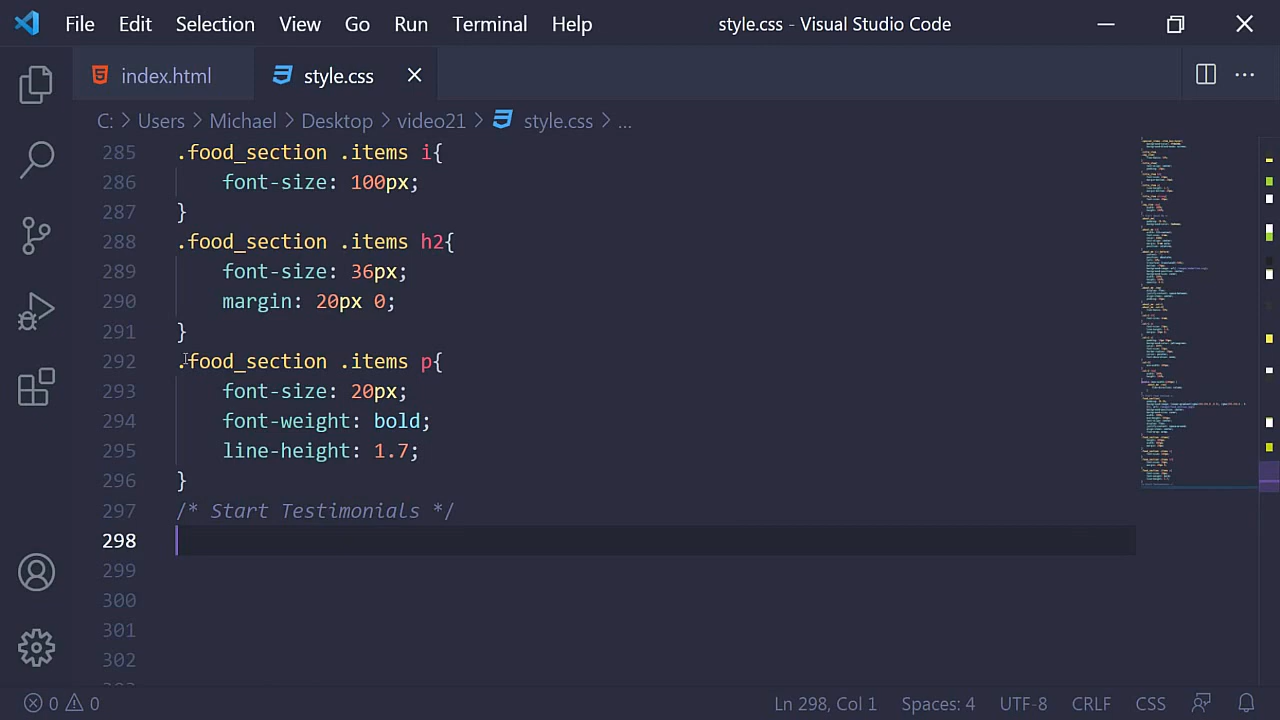 File Edit Selection View Go Run Terminal Help style.css - Visual Studio Code
index.html style.css
C: > Users > Michael > Desktop > video21 > style.css > ...
285 .food_section .items i{
286 font-size: 100px;
287 }
288 .food_section .items h2{
289 font-size: 36px;
290 margin: 20px 0;
291 }
292 .food_section .items p{
293 font-size: 20px;
294 font-weight: bold;
295 line-height: 1.7;
296 }
297 /* Start Testimonials */
298
299
300
301
302
0 0 Ln 298, Col 1 Spaces: 4 UTF-8 CRLF CSS